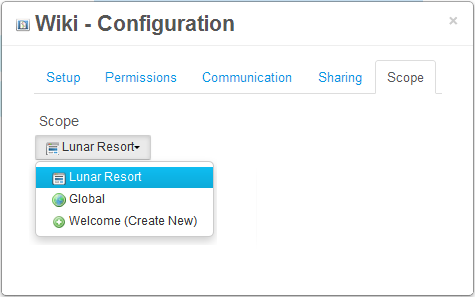 Wiki - Configuration
×
Setup Permissions Communication Sharing Scope
Scope
Lunar Resort
Lunar Resort
Global
Welcome (Create New)